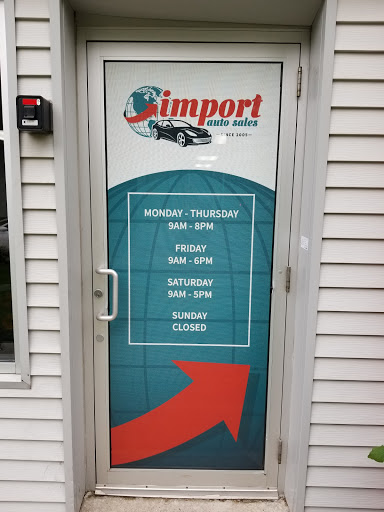 import
auto sales
SINCE 2005
MONDAY - THURSDAY
9AM - 8PM
FRIDAY
9AM - 6PM
SATURDAY
9AM - 5PM
SUNDAY
CLOSED